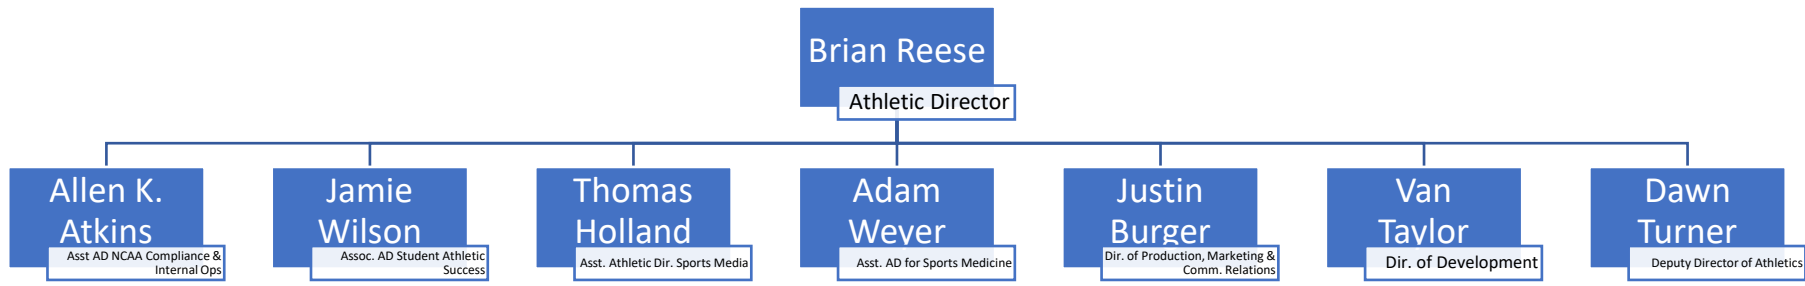 Brian Reese
Athletic Director
Allen K.
Atkins
Asst AD NCAA Compliance &
Internal Ops
Jamie
Wilson
Assoc. AD Student Athletic
Success
Thomas
Holland
Asst. Athletic Dir. Sports Media
Adam
Weyer
Asst. AD for Sports Medicine
Justin
Burger
Dir. of Production, Marketing &
Comm. Relations
Van
Taylor
Dir. of Development
Dawn
Turner
Deputy Director of Athletics